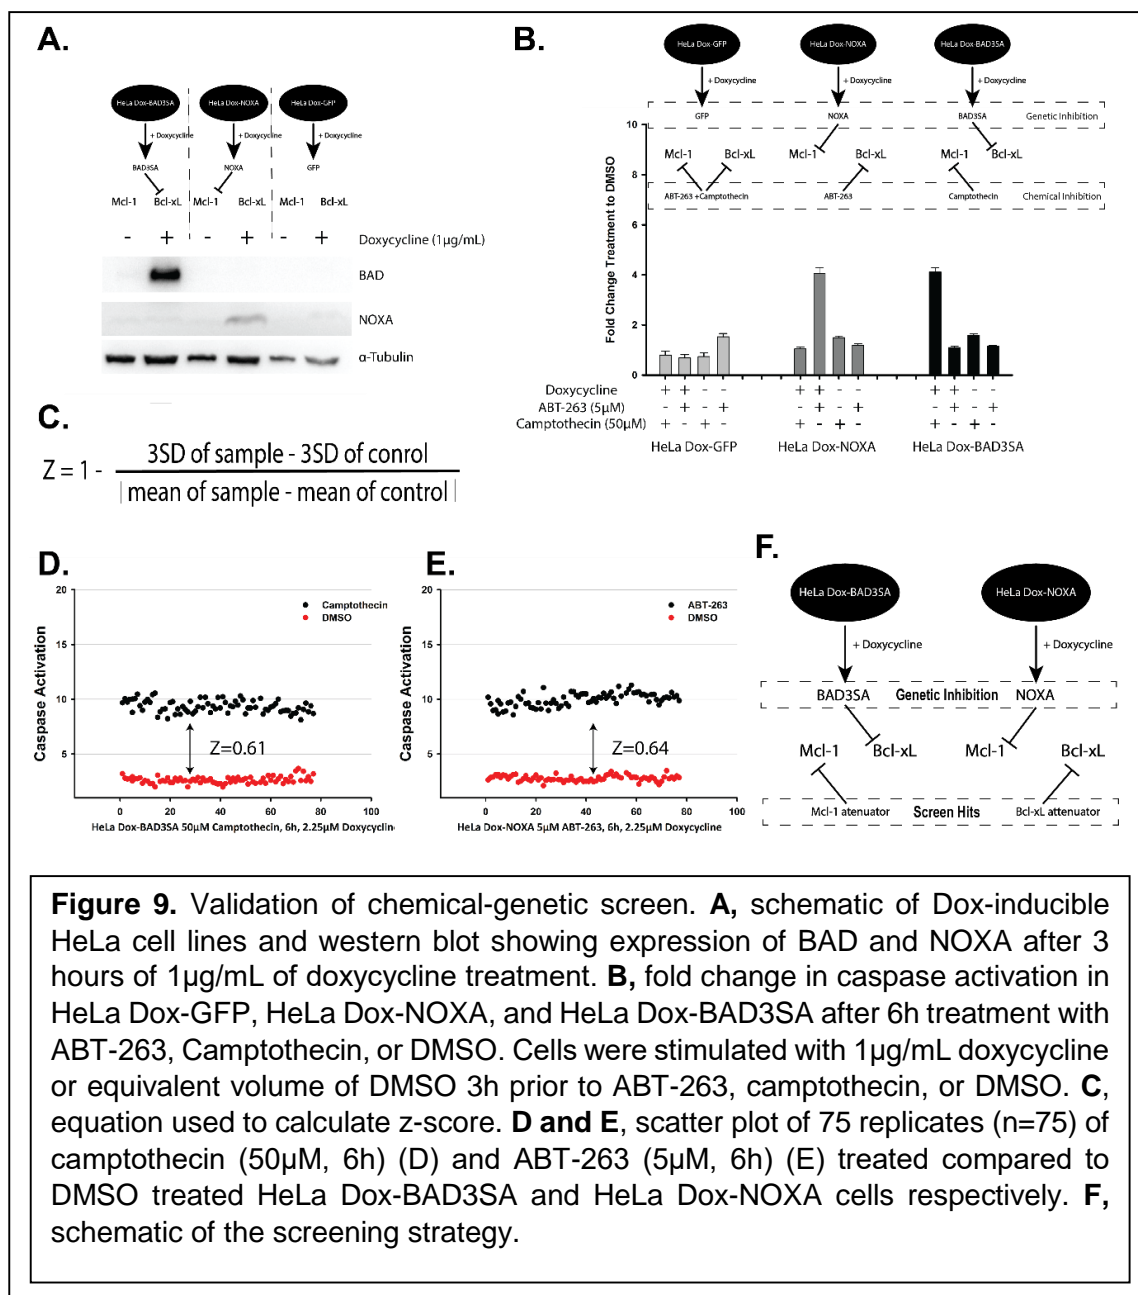 A.
HeLa Dox-BAD3SA HeLa Dox-NOXA HeLa Dox-GFP
+ Doxycycline + Doxycycline + Doxycycline
BAD3SA NOXA GFP
Mcl-1 Bcl-xL Mcl-1 Bcl-xL Mcl-1 Bcl-xL
- + - + - + Doxycycline (1µg/mL)
BAD
NOXA
α-Tubulin
B.
HeLa Dox-GFP HeLa Dox-NOXA HeLa Dox-BAD3SA
+ Doxycycline + Doxycycline + Doxycycline
GFP NOXA BAD3SA Genetic Inhibition
Mcl-1 Bcl-xL Mcl-1 Bcl-xL Mcl-1 Bcl-xL
ABT-263 +Camptothecin ABT-263 Camptothecin Chemical Inhibition
Fold Change Treatment to DMSO
10
8
6
4
2
0
Doxycycline + + - - + + - - + + - -
ABT-263 (5µM) - + - + - + - + - + - +
Camptothecin (50µM) + - + - + - + - + - + -
HeLa Dox-GFP HeLa Dox-NOXA HeLa Dox-BAD3SA
C.
Z = 1 -
3SD of sample - 3SD of conrol
| mean of sample - mean of control |
D.
Caspase Activation
20
15
10
5
Camptothecin
DMSO
Z=0.61
0 20 40 60 80 100
HeLa Dox-BAD3SA 50µM Camptothecin, 6h, 2.25µM Doxycyclin
E.
Caspase Activation
20
15
10
5
ABT-263
DMSO
Z=0.64
0 20 40 60 80 100
HeLa Dox-NOXA 5µM ABT-263, 6h, 2.25µM Doxycycline
F.
HeLa Dox-BAD3SA HeLa Dox-NOXA
+ Doxycycline + Doxycycline
BAD3SA Genetic Inhibition NOXA
Mcl-1 Bcl-xL Mcl-1 Bcl-xL
Mcl-1 atenuator Screen Hits Bcl-xL attenuator
Figure 9. Validation of chemical-genetic screen. A, schematic of Dox-inducible
HeLa cell lines and western blot showing expression of BAD and NOXA after 3
hours of 1µg/mL of doxycycline treatment. B, fold change in caspase activation in
HeLa Dox-GFP, HeLa Dox-NOXA, and HeLa Dox-BAD3SA after 6h treatment with
ABT-263, Camptothecin, or DMSO. Cells were stimulated with 1µg/mL doxycycline
or equivalent volume of DMSO 3h prior to ABT-263, camptothecin, or DMSO. C,
equation used to calculate z-score. D and E, scatter plot of 75 replicates (n=75) of
camptothecin (50µM, 6h) (D) and ABT-263 (5µM, 6h) (E) treated compared to
DMSO treated HeLa Dox-BAD3SA and HeLa Dox-NOXA cells respectively. F,
schematic of the screening strategy.